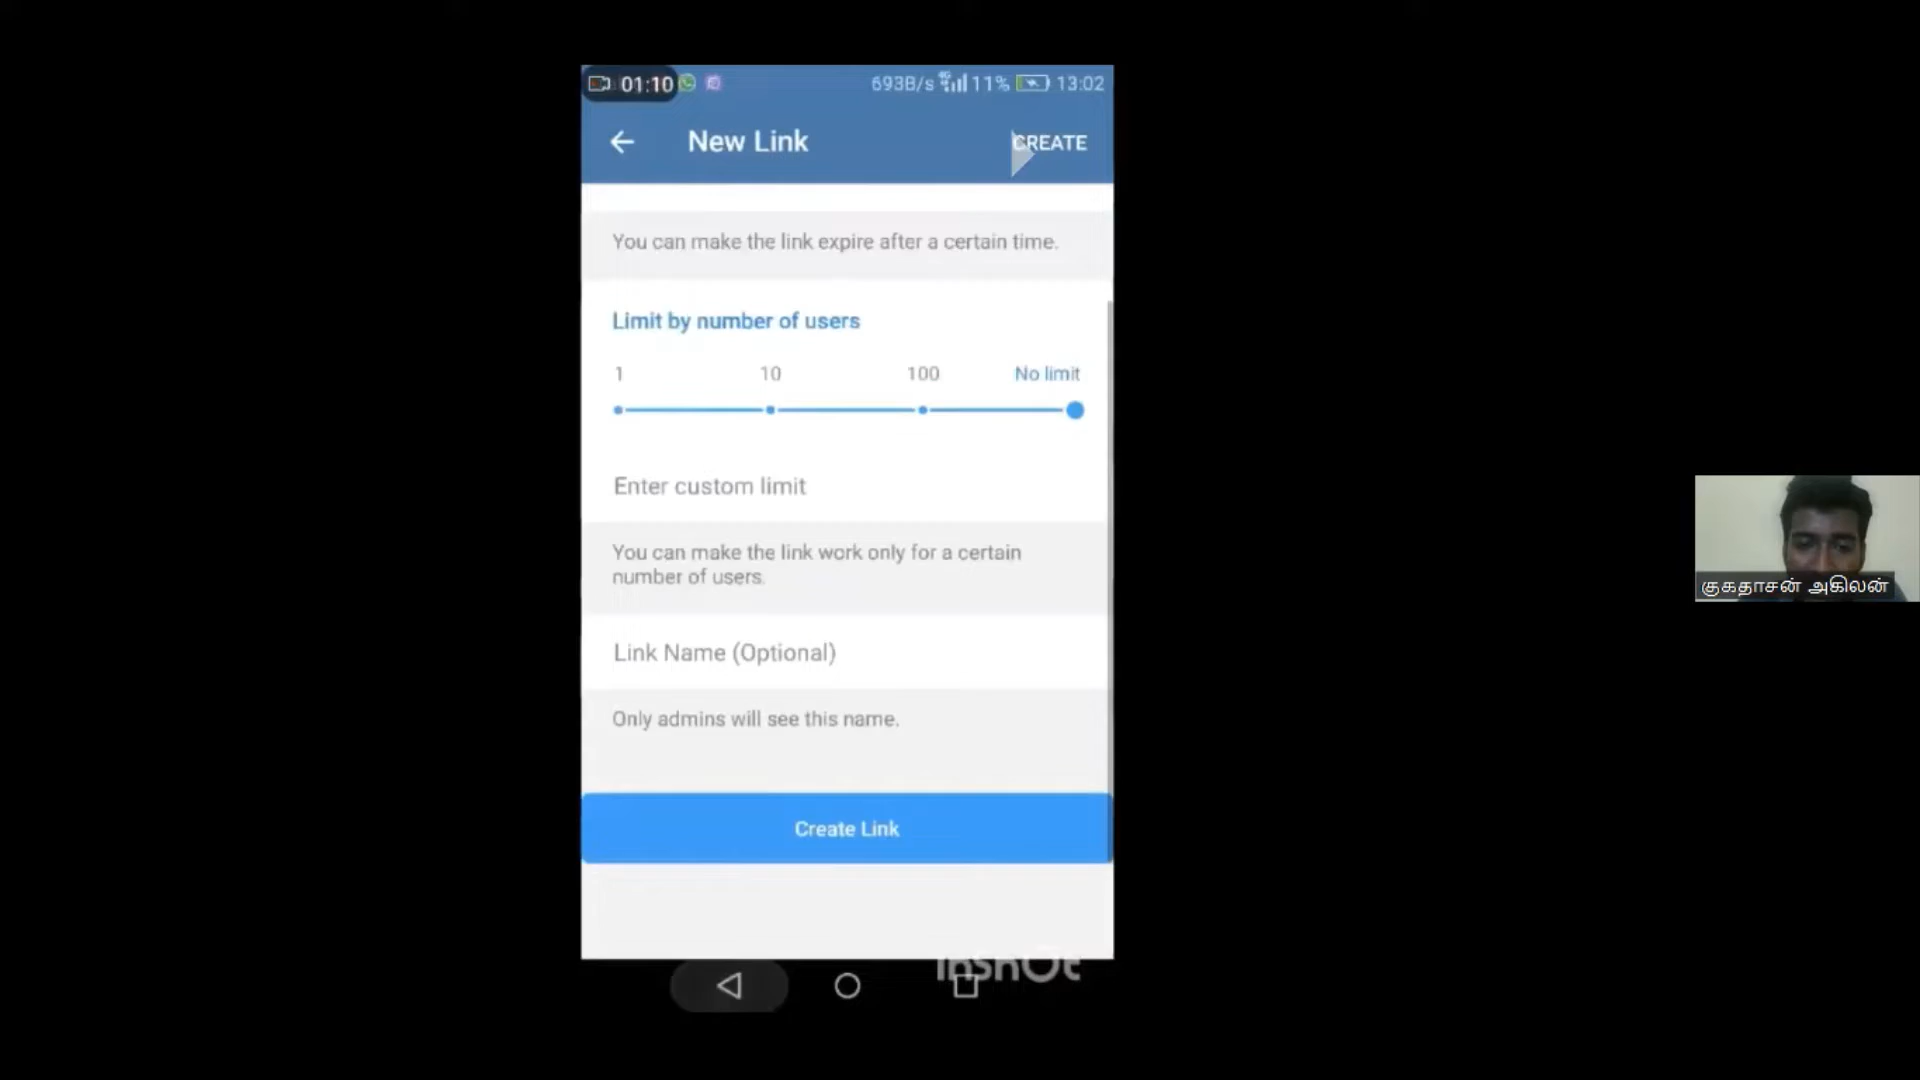 01:10 693B/s 4G 11% 13:02
New Link CREATE
You can make the link expire after a certain time.
Limit by number of users
1 10 100 No limit
Enter custom limit
You can make the link work only for a certain
number of users.
Link Name (Optional)
Only admins will see this name.
Create Link
InShOt
குகதாசன் அகிலன்